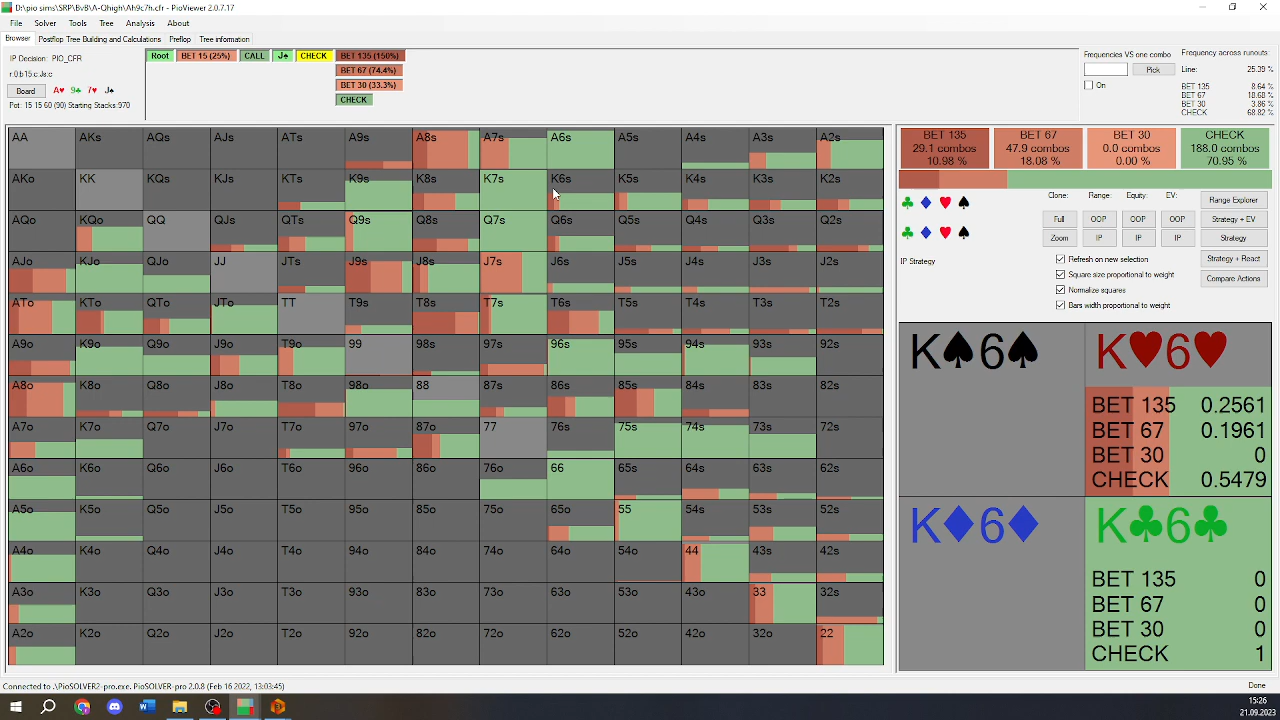 D:\pio sims\SRP\BvB\A-Qhigh\Ah9c7h.cfr - PioViewer 2.0.7.17
File Solver Tools Tree Analysis About
Browser Postflop Tree Building and Calculations Preflop Tree information
IP Decision: PIO_CFR
r:0:b15:c:Js:c
Board A♥ 9♣ 7♥ J♠
Pot: 15 15 60 (90) Starting Stacks:970
Root BET 15 (25%) CALL J♠ CHECK BET 135 (150%)
BET 67 (74.4%)
BET 30 (33.3%)
CHECK
Frequencies VS one combo
Pick
On
Frequency across runouts:
Line: 25.39 %
BET 135 8.64 %
BET 67 18.68 %
BET 30 3.86 %
CHECK 68.82 %
AA AKs AQs AJs ATs A9s A8s A7s A6s A5s A4s A3s A2s
AKo KK KQs KJs KTs K9s K8s K7s K6s K5s K4s K3s K2s
AQo KQo QQ QJs QTs Q9s Q8s Q7s Q6s Q5s Q4s Q3s Q2s
AJo KJo QJo JJ JTs J9s J8s J7s J6s J5s J4s J3s J2s
ATo KTo QTo JTo TT T9s T8s T7s T6s T5s T4s T3s T2s
A9o K9o Q9o J9o T9o 99 98s 97s 96s 95s 94s 93s 92s
A8o K8o Q8o J8o T8o 98o 88 87s 86s 85s 84s 83s 82s
A7o K7o Q7o J7o T7o 97o 87o 77 76s 75s 74s 73s 72s
A6o K6o Q6o J6o T6o 96o 86o 76o 66 65s 64s 63s 62s
A5o K5o Q5o J5o T5o 95o 85o 75o 65o 55 54s 53s 52s
A4o K4o Q4o J4o T4o 94o 84o 74o 64o 54o 44 43s 42s
A3o K3o Q3o J3o T3o 93o 83o 73o 63o 53o 43o 33 32s
A2o K2o Q2o J2o T2o 92o 82o 72o 62o 52o 42o 32o 22
BET 135 BET 67 BET 30 CHECK
29.1 combos 47.9 combos 0.0 combos 188.0 combos
10.98 % 18.08 % 0.00 % 70.95 %
♣ ♦ ♥ ♠
♣ ♦ ♥ ♠
Clone: Range: Equity: EV:
Full OOP OOP OOP
Zoom IP IP IP
Range Explorer
Strategy + EV
Strategy
Strategy + React
Compare Actions
IP Strategy
Refresh on new selection
Square size proportional to weight
Normalize squares
Bars width proportional to weight
K♠6♠ K♥6♥
BET 135 0.2561
BET 67 0.1961
BET 30 0
CHECK 0.5479
K♦6♦ K♣6♣
BET 135 0
BET 67 0
BET 30 0
CHECK 1
Connected to .\PioSOLVER2-pro.exe. PioSOLVER-pro 2.0.8 (Feb 16 2022, 13:03:45)
Done
15:26
21.09.2023